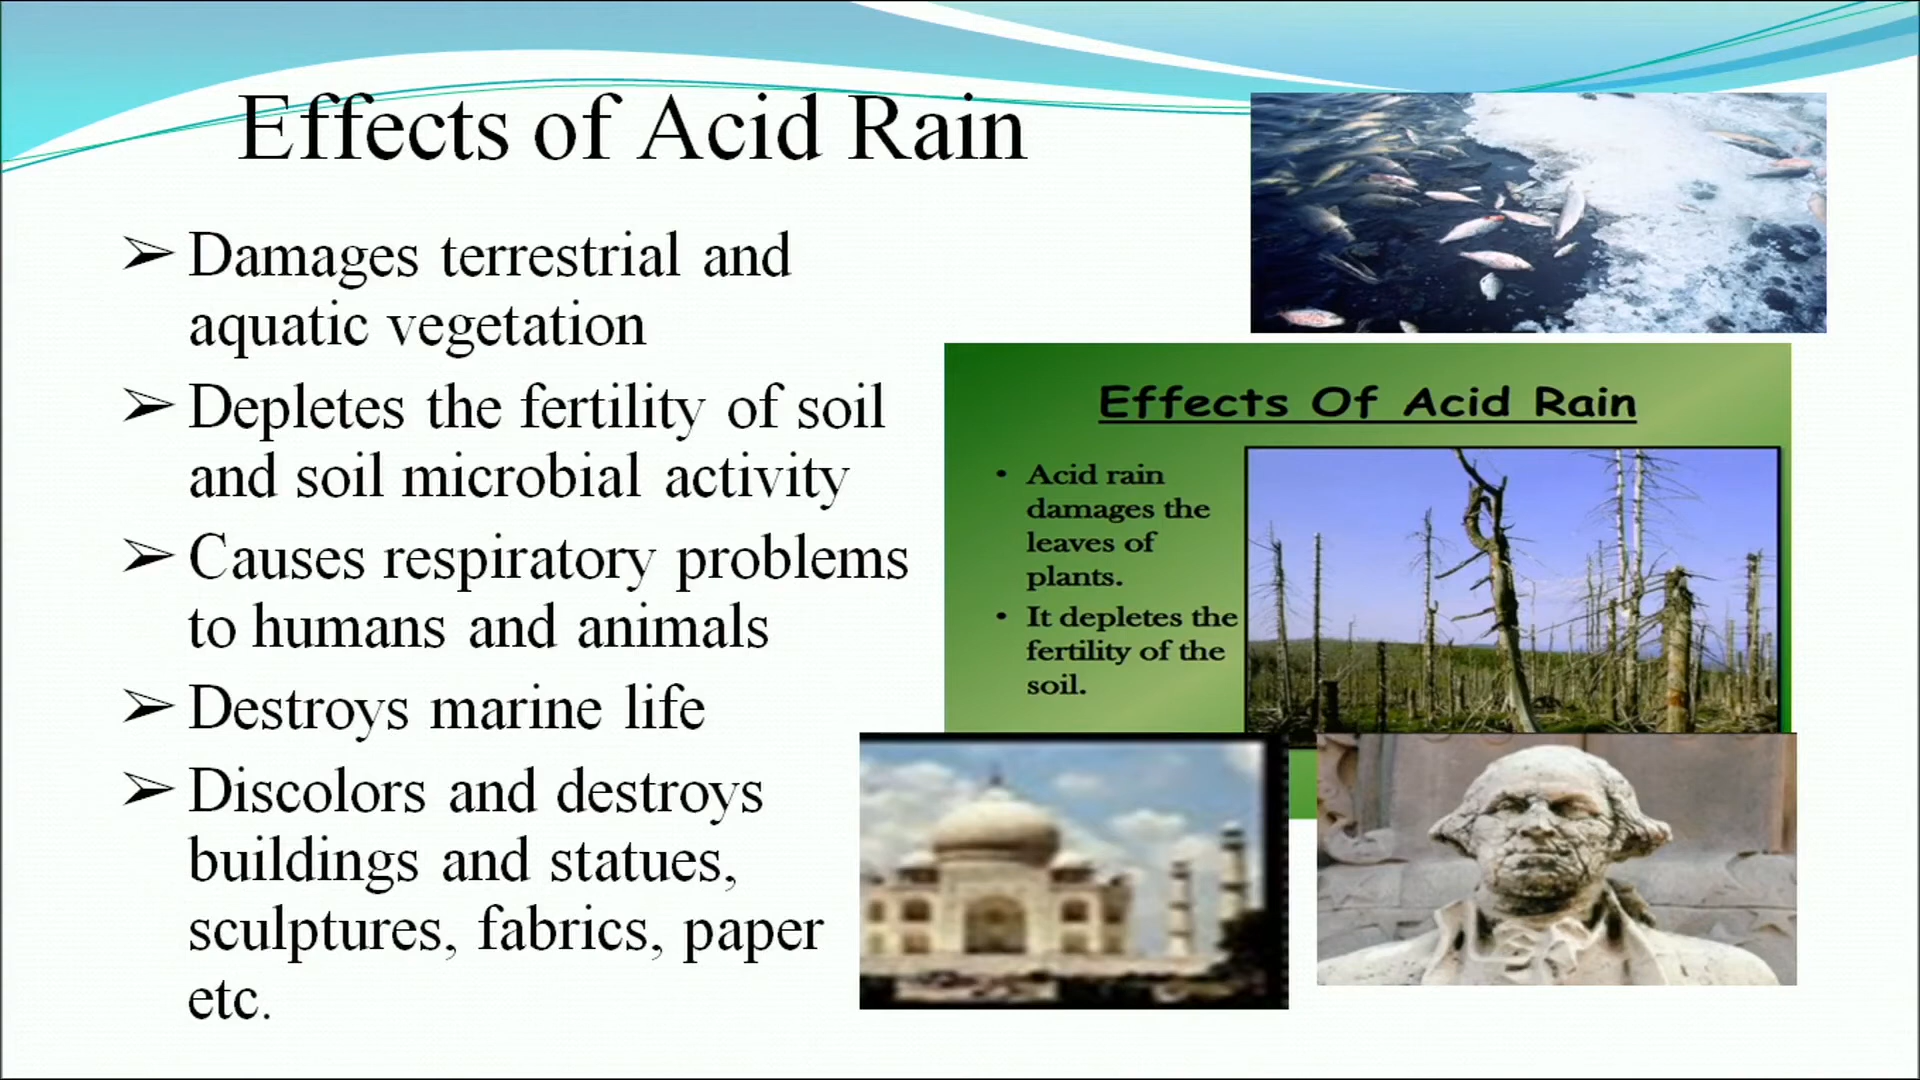 Effects of Acid Rain
➢ Damages terrestrial and
aquatic vegetation
➢ Depletes the fertility of soil
and soil microbial activity
➢ Causes respiratory problems
to humans and animals
➢ Destroys marine life
➢ Discolors and destroys
buildings and statues,
sculptures, fabrics, paper
etc.
Effects Of Acid Rain
• Acid rain
damages the
leaves of
plants.
• It depletes the
fertility of the
soil.